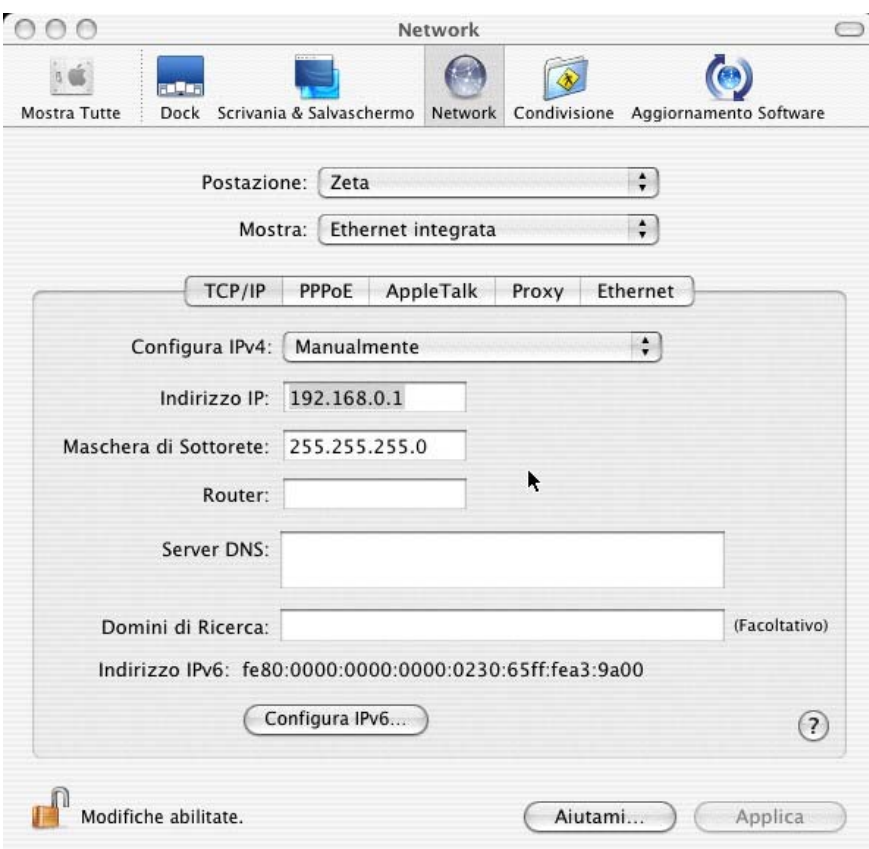 Network
Mostra Tutte Dock Scrivania & Salvaschermo Network Condivisione Aggiornamento Software
Postazione: Zeta
Mostra: Ethernet integrata
TCP/IP PPPoE AppleTalk Proxy Ethernet
Configura IPv4: Manualmente
Indirizzo IP: 192.168.0.1
Maschera di Sottorete: 255.255.255.0
Router:
Server DNS:
Domini di Ricerca: (Facoltativo)
Indirizzo IPv6: fe80:0000:0000:0000:0230:65ff:fea3:9a00
Configura IPv6... ?
Modifiche abilitate. Aiutami... Applica